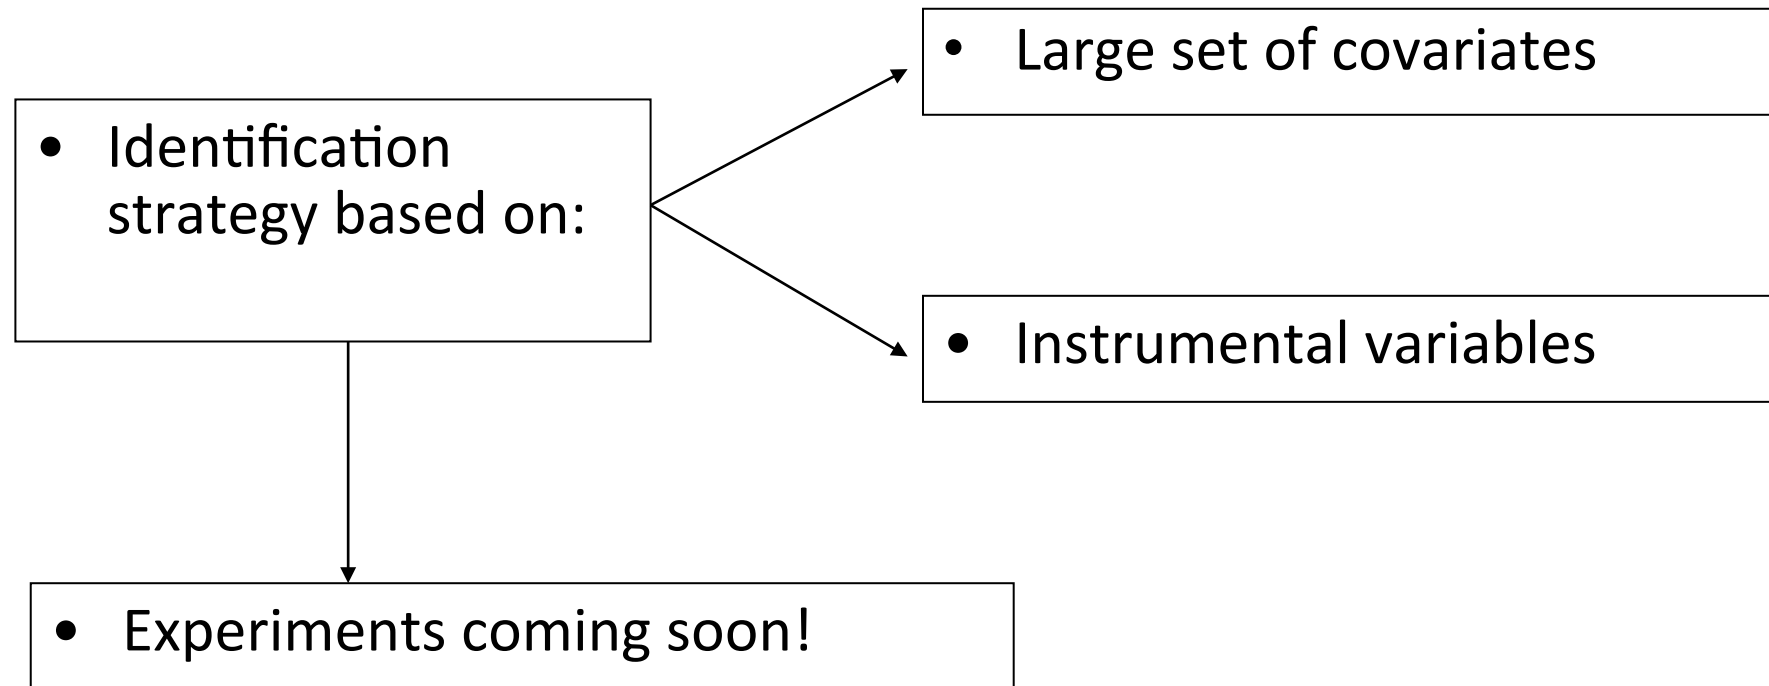 • Large set of covariates
• Identification
strategy based on:
• Instrumental variables
• Experiments coming soon!